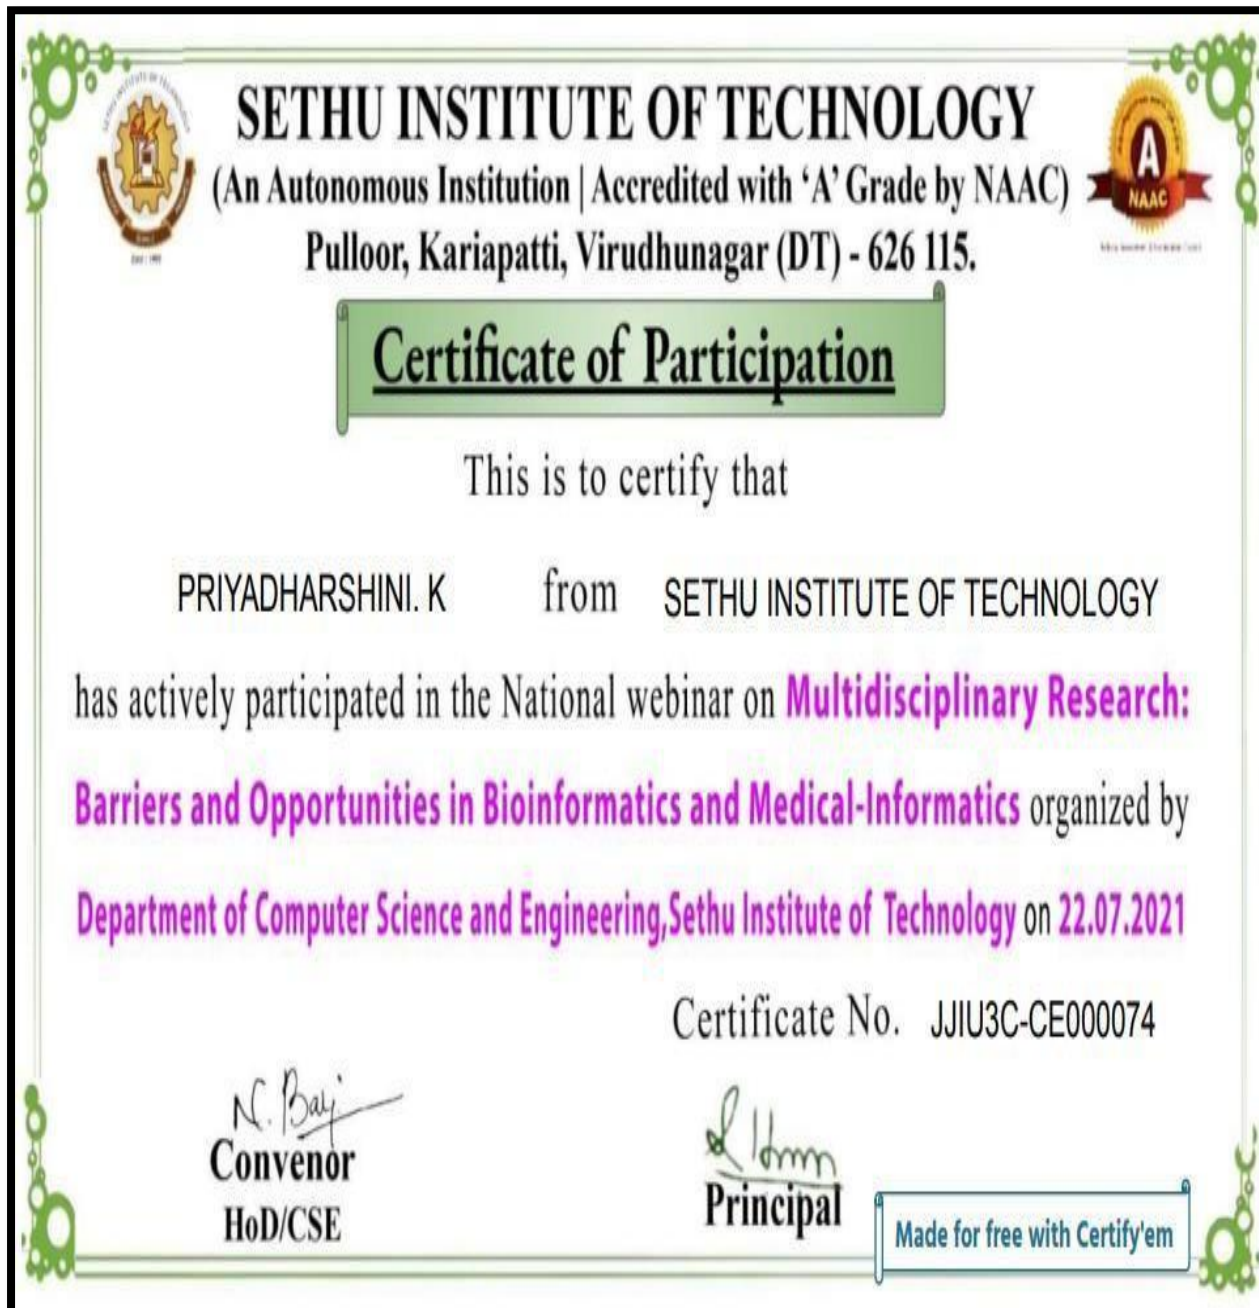 SETHU INSTITUTE OF TECHNOLOGY
(An Autonomous Institution | Accredited with ‘A’ Grade by NAAC)
Pulloor, Kariapatti, Virudhunagar (DT) - 626 115.
A
NAAC
Certificate of Participation
This is to certify that
PRIYADHARSHINI. K from SETHU INSTITUTE OF TECHNOLOGY
has actively participated in the National webinar on Multidisciplinary Research:
Barriers and Opportunities in Bioinformatics and Medical-Informatics organized by
Department of Computer Science and Engineering,Sethu Institute of Technology on 22.07.2021
Certificate No. JJIU3C-CE000074
Convenor
HoD/CSE
Principal
Made for free with Certify'em